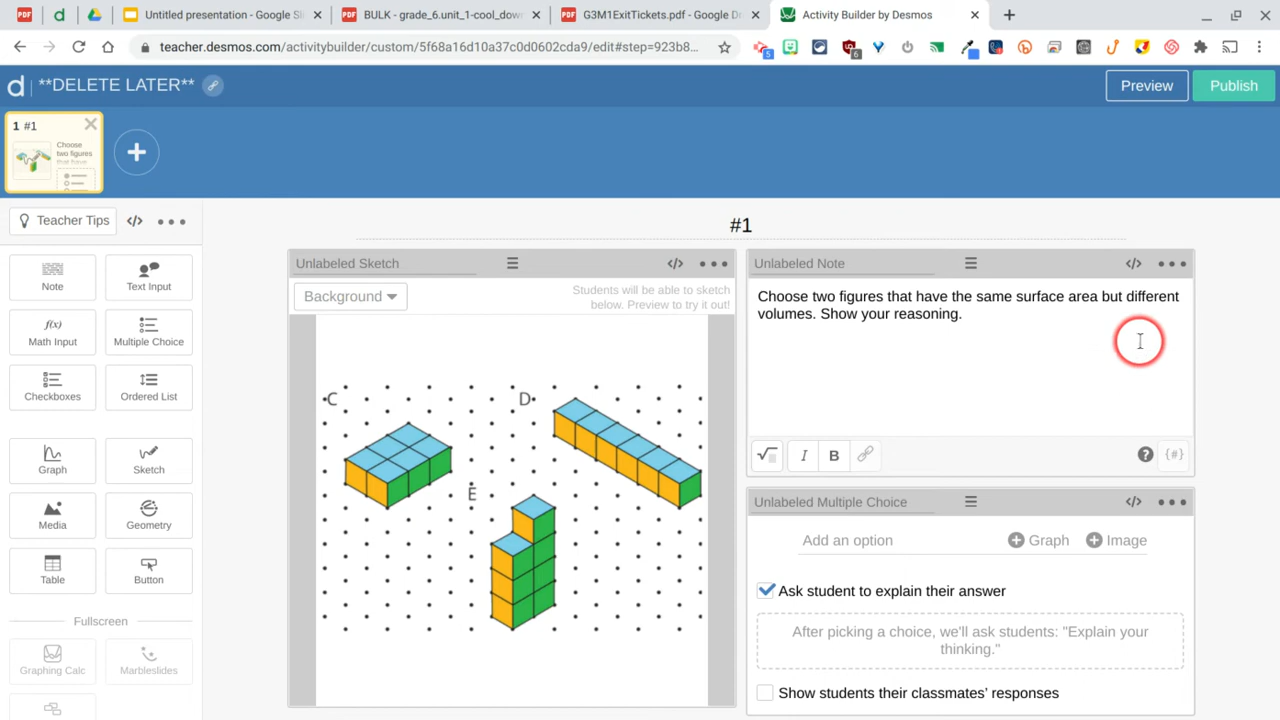 Untitled presentation - Google Sli
BULK - grade_6.unit_1-cool_dow
G3M1ExitTickets.pdf - Google D
Activity Builder by Desmos
teacher.desmos.com/activitybuilder/custom/5f6fa16d10a37c0d0602cda9/edit#step=923b8...
5
6
d **DELETE LATER**
Preview
Publish
1 #1
Choose
two figures
that have
Teacher Tips
#1
Note
Text Input
Math Input
Multiple Choice
Checkboxes
Ordered List
Graph
Sketch
Media
Geometry
Table
Button
Fullscreen
Graphing Calc
Marbleslides
Unlabeled Sketch
Background
Students will be able to sketch
below. Preview to try it out!
C
D
E
Unlabeled Note
Choose two figures that have the same surface area but different
volumes. Show your reasoning.
I
B
{#}
Unlabeled Multiple Choice
Add an option
Graph
Image
Ask student to explain their answer
After picking a choice, we'll ask students: "Explain your
thinking."
Show students their classmates' responses